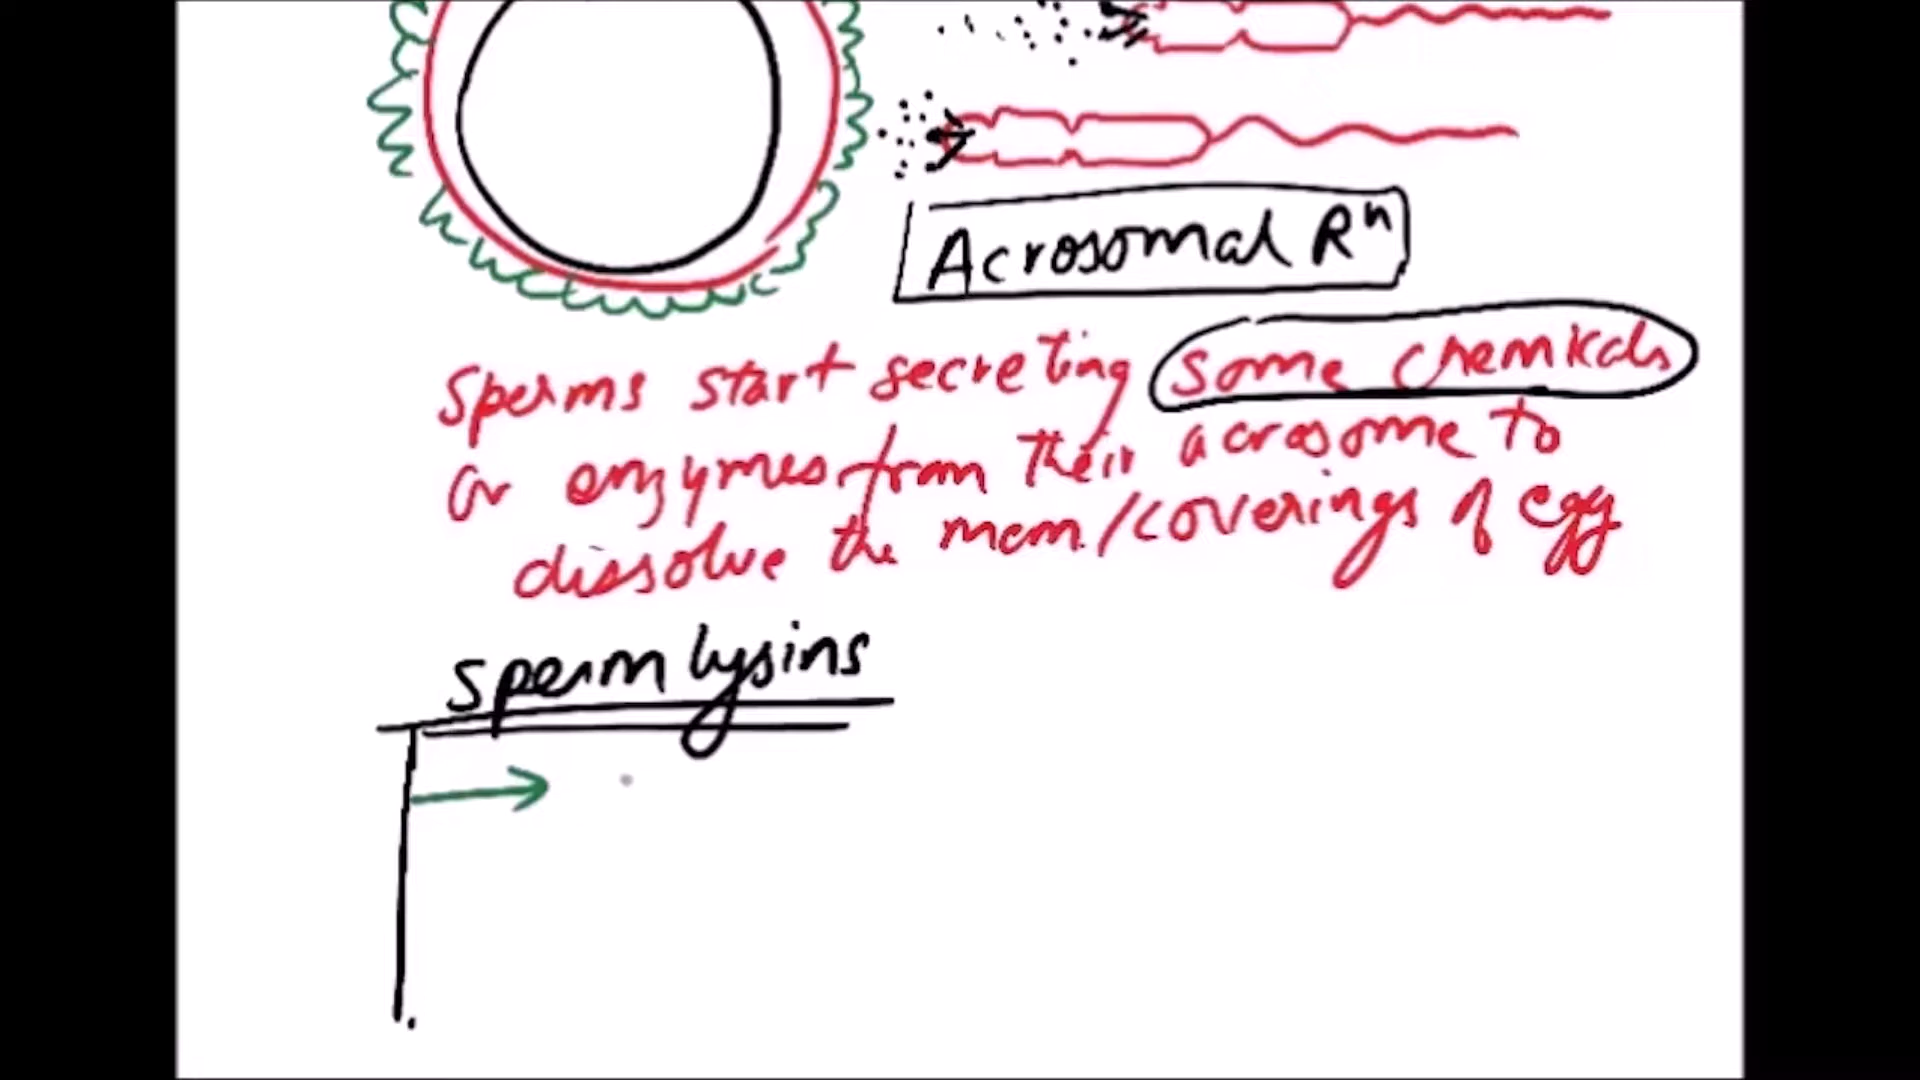 Acrosomal Rⁿ
Sperms start secreting some chemicals
or enzymes from their acrosome to
dissolve the mem/coverings of egg
Sperm lysins